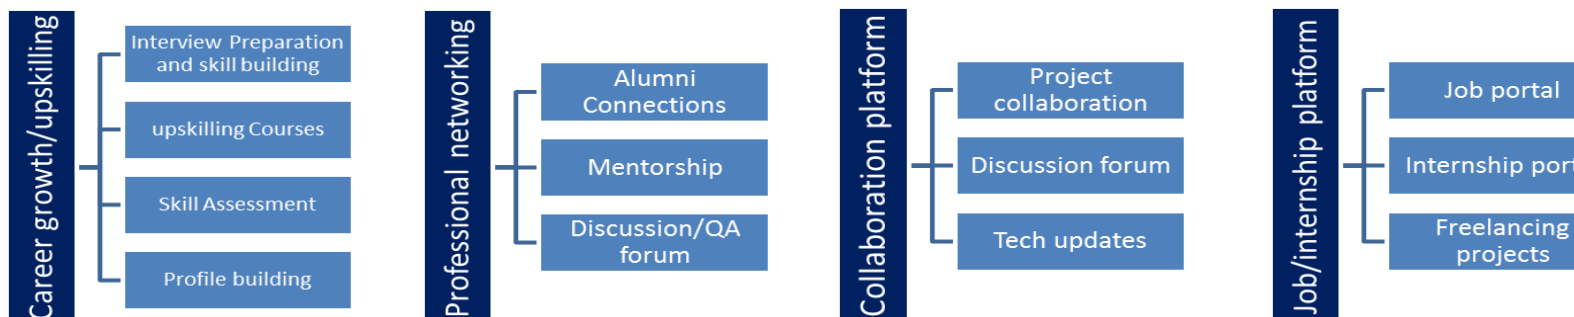 Career growth/upskilling
Interview Preparation
and skill building
upskilling Courses
Skill Assessment
Profile building
Professional networking
Alumni
Connections
Mentorship
Discussion/QA
forum
Collaboration platform
Project
collaboration
Discussion forum
Tech updates
Job/internship platform
Job portal
Internship
Freelancing
projects